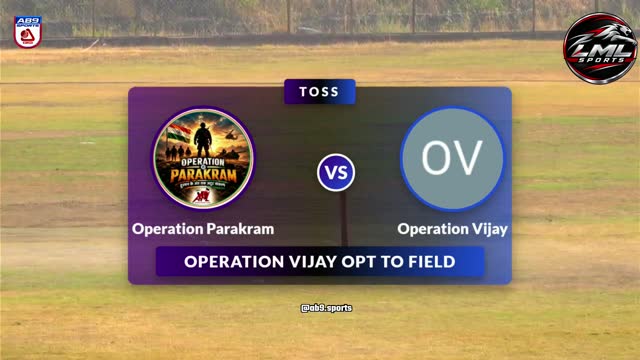 AB9
SPORTS
LML
SPORTS
TOSS
OPERATION
PARAKRAM
OV
VS
Operation Parakram
Operation Vijay
OPERATION VIJAY OPT TO FIELD
@ab9.sports